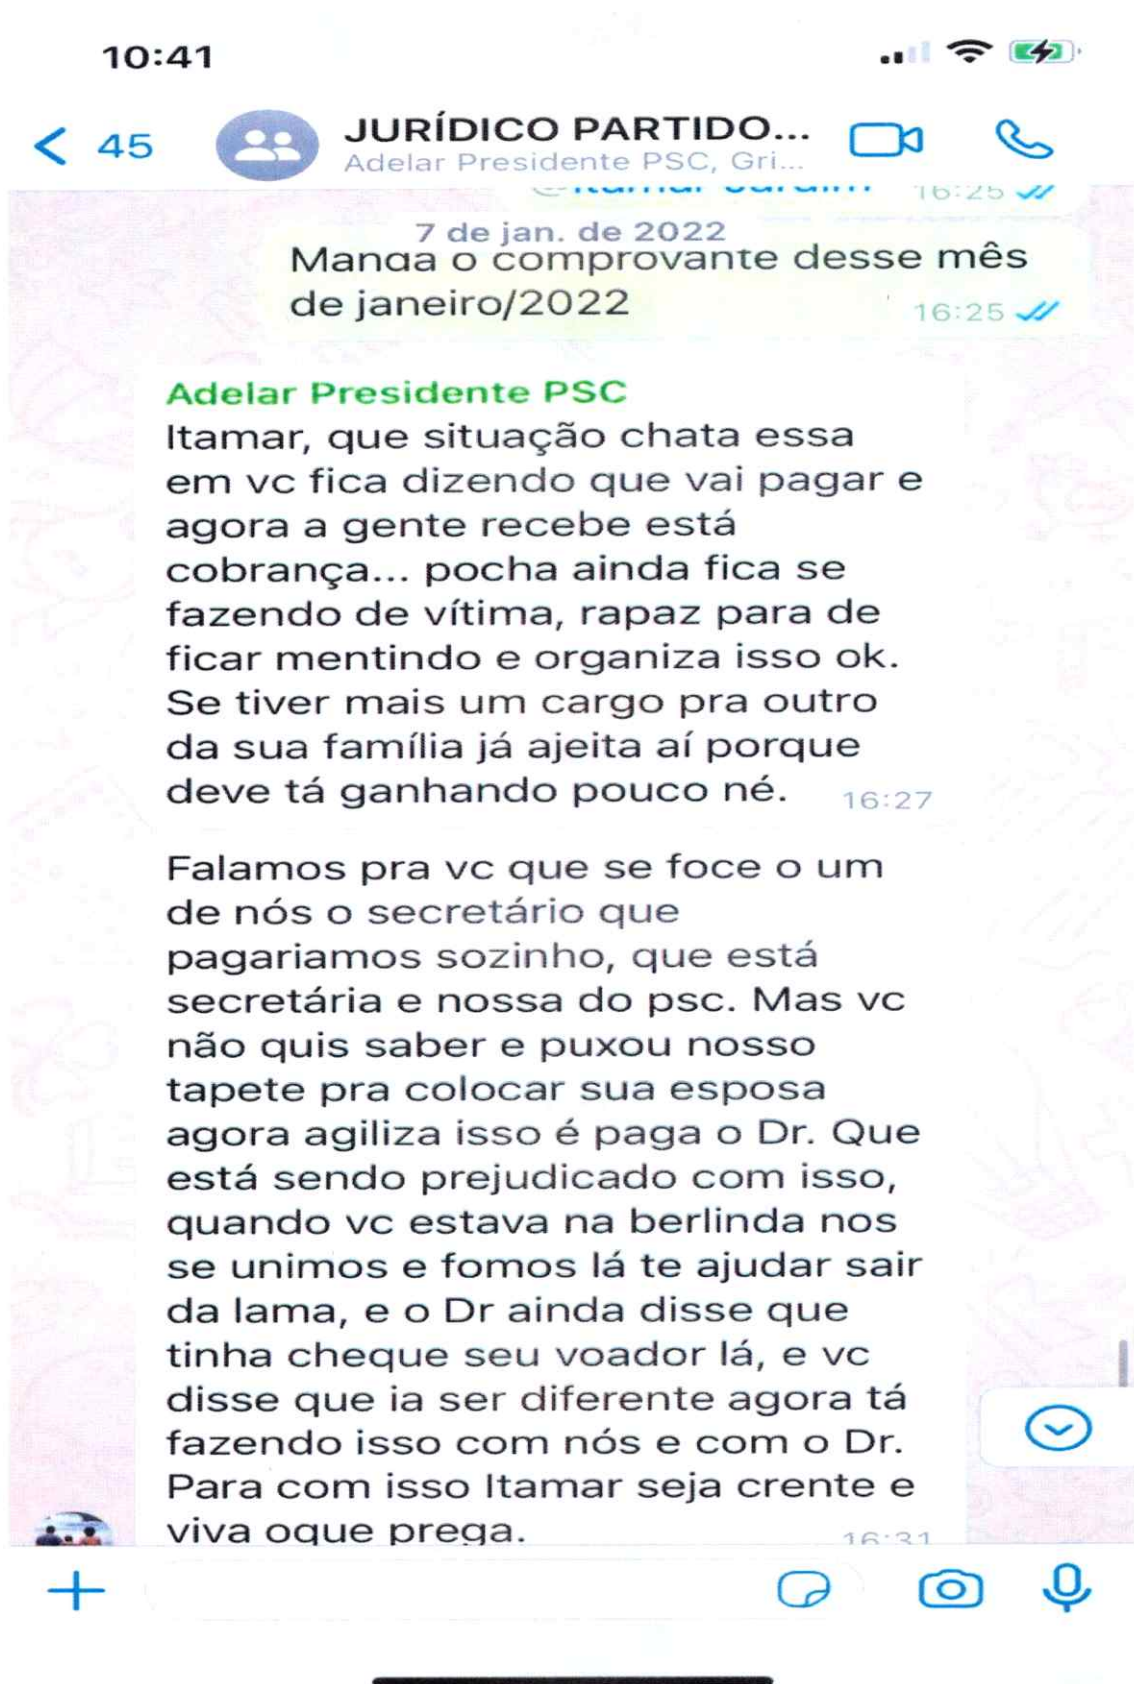 10:41
45
JURÍDICO PARTIDO...
Adelar Presidente PSC, Gri...
16:25
7 de jan. de 2022
Manda o comprovante desse mês
de janeiro/2022
16:25
Adelar Presidente PSC
Itamar, que situação chata essa
em vc fica dizendo que vai pagar e
agora a gente recebe está
cobrança... pocha ainda fica se
fazendo de vítima, rapaz para de
ficar mentindo e organiza isso ok.
Se tiver mais um cargo pra outro
da sua família já ajeita aí porque
deve tá ganhando pouco né.
16:27
Falamos pra vc que se foce o um
de nós o secretário que
pagariamos sozinho, que está
secretária e nossa do psc. Mas vc
não quis saber e puxou nosso
tapete pra colocar sua esposa
agora agiliza isso é paga o Dr. Que
está sendo prejudicado com isso,
quando vc estava na berlinda nos
se unimos e fomos lá te ajudar sair
da lama, e o Dr ainda disse que
tinha cheque seu voador lá, e vc
disse que ia ser diferente agora tá
fazendo isso com nós e com o Dr.
Para com isso Itamar seja crente e
viva oque prega.
16:31